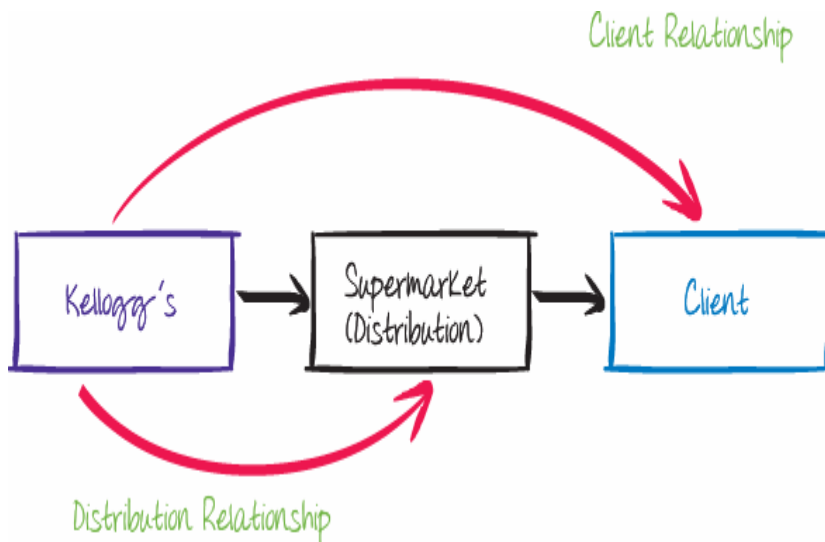 Client Relationship
Kellogg's
Supermarket
(Distribution)
Client
Distribution Relationship